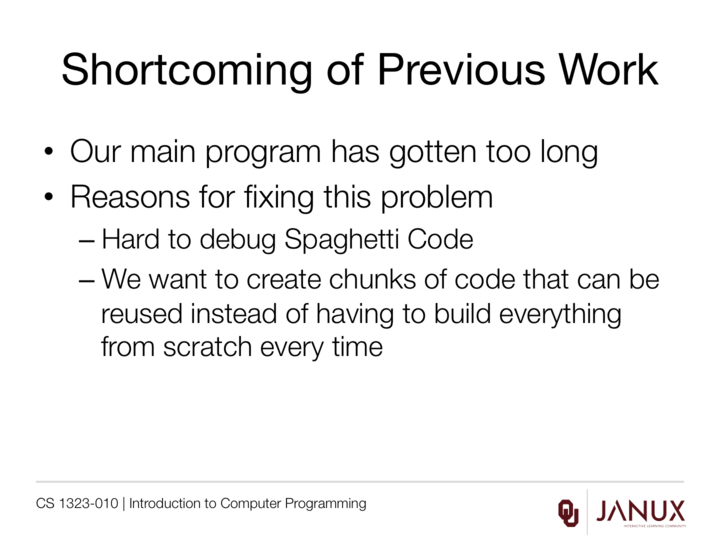 Shortcoming of Previous Work
• Our main program has gotten too long
• Reasons for fixing this problem
– Hard to debug Spaghetti Code
– We want to create chunks of code that can be
reused instead of having to build everything
from scratch every time
CS 1323-010 | Introduction to Computer Programming
OU
JANUX
INTERACTIVE LEARNING COMMUNITY